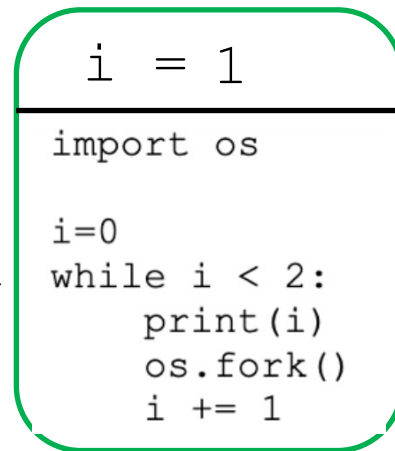 i = 1
import os
i=0
while i < 2:
    print(i)
    os.fork()
    i += 1